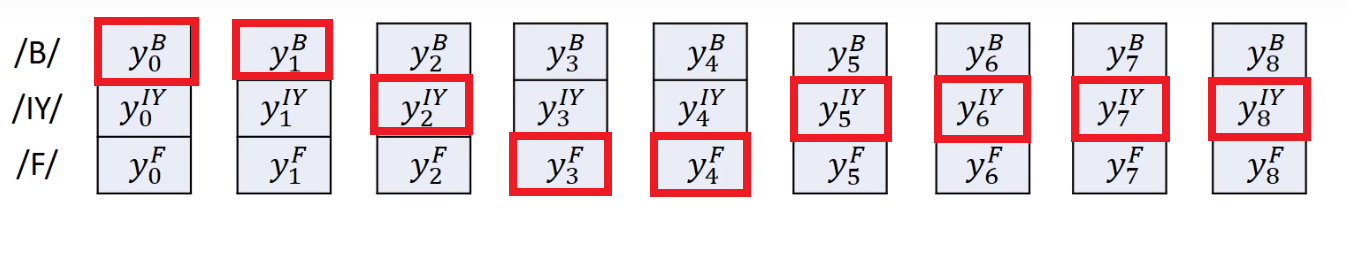 /B/ y_0^B y_1^B y_2^B y_3^B y_4^B y_5^B y_6^B y_7^B y_8^B
/IY/ y_0^{IY} y_1^{IY} y_2^{IY} y_3^{IY} y_4^{IY} y_5^{IY} y_6^{IY} y_7^{IY} y_8^{IY}
/F/ y_0^F y_1^F y_2^F y_3^F y_4^F y_5^F y_6^F y_7^F y_8^F